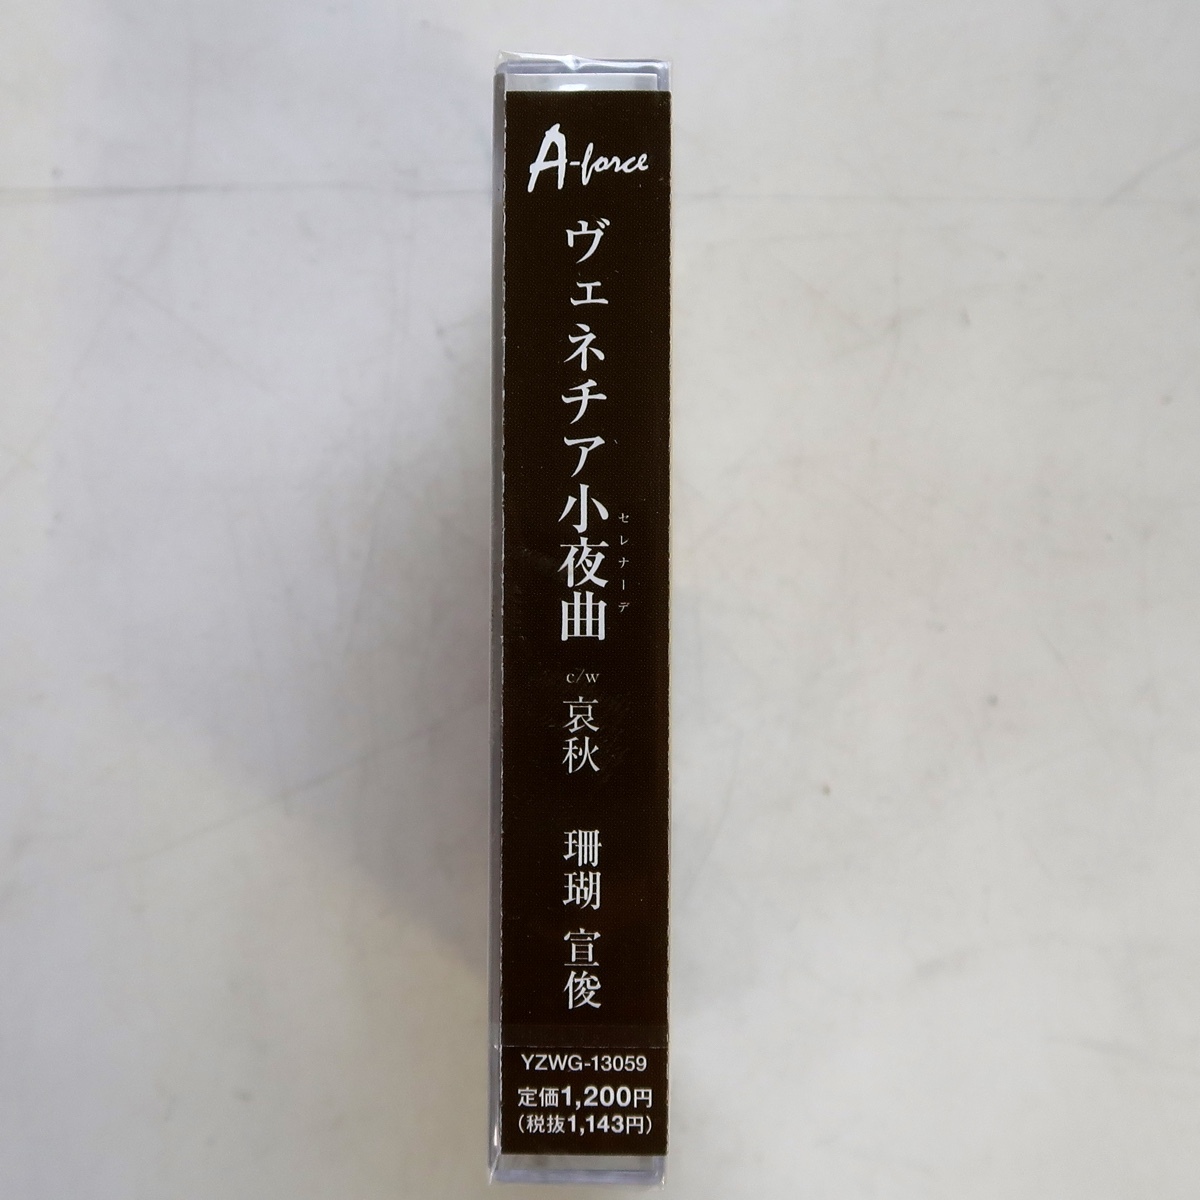 A-force
ヴェネチア小夜曲
セレナーデ
c/w
哀秋
珊瑚 宣俊
YZWG-13059
定価1,200円
(税抜1,143円)